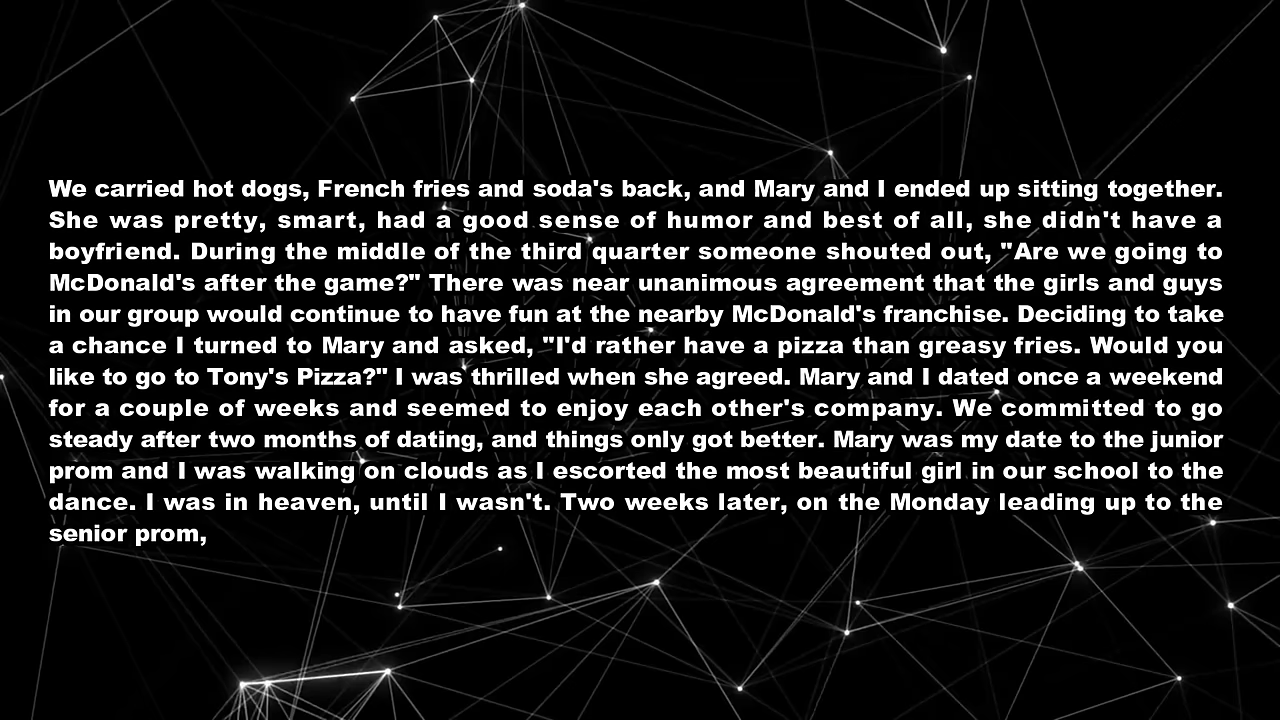 We carried hot dogs, French fries and soda's back, and Mary and I ended up sitting together.
She was pretty, smart, had a good sense of humor and best of all, she didn't have a
boyfriend. During the middle of the third quarter someone shouted out, "Are we going to
McDonald's after the game?" There was near unanimous agreement that the girls and guys
in our group would continue to have fun at the nearby McDonald's franchise. Deciding to take
a chance I turned to Mary and asked, "I'd rather have a pizza than greasy fries. Would you
like to go to Tony's Pizza?" I was thrilled when she agreed. Mary and I dated once a weekend
for a couple of weeks and seemed to enjoy each other's company. We committed to go
steady after two months of dating, and things only got better. Mary was my date to the junior
prom and I was walking on clouds as I escorted the most beautiful girl in our school to the
dance. I was in heaven, until I wasn't. Two weeks later, on the Monday leading up to the
senior prom,